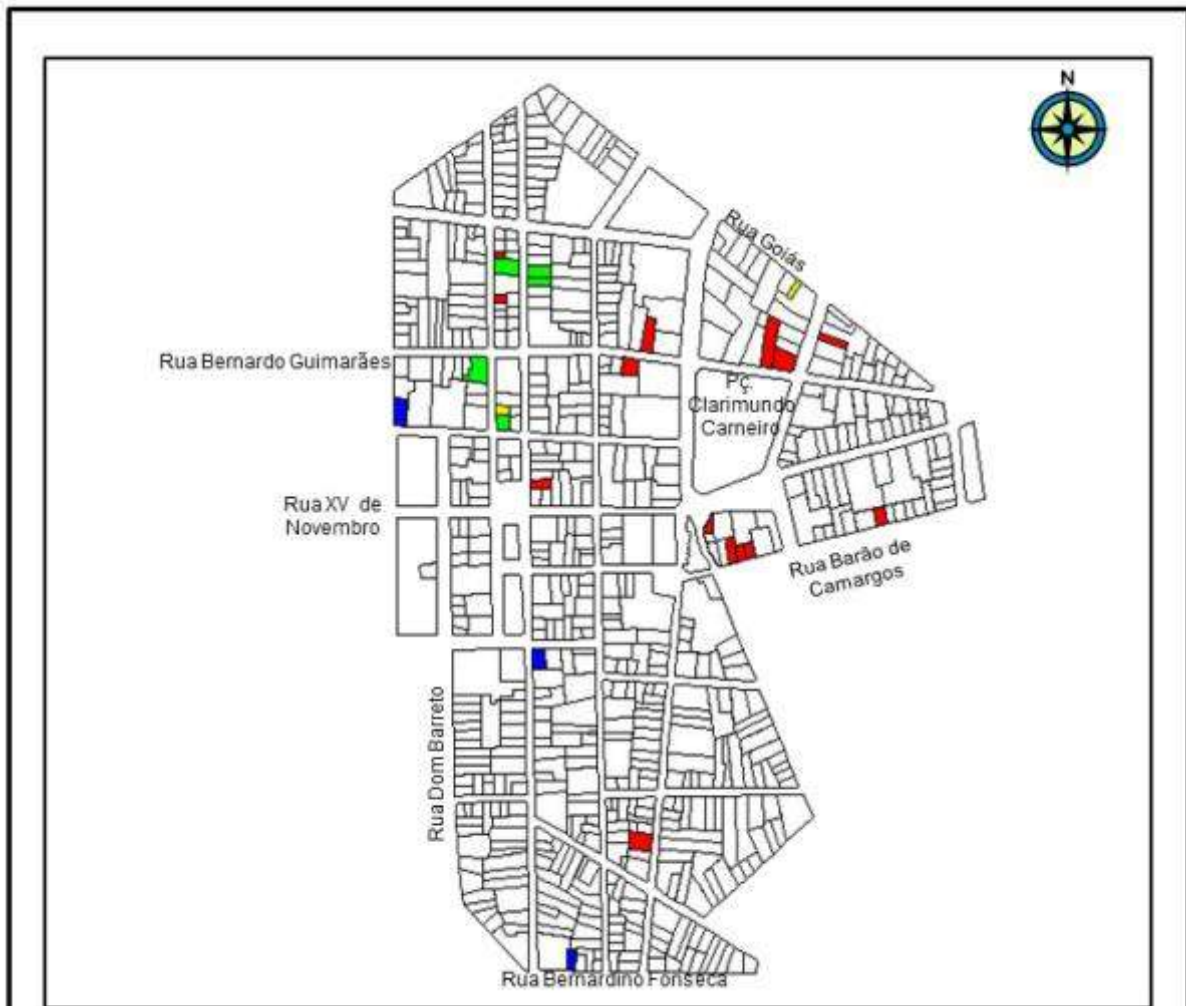 N
Rua Goiás
Rua Bernardo Guimarães
Pç.
Clarimundo
Carneiro
Rua XV de
Novembro
Rua Barão de
Camargos
Rua Dom Barreto
Rua Bernardino Fonseca